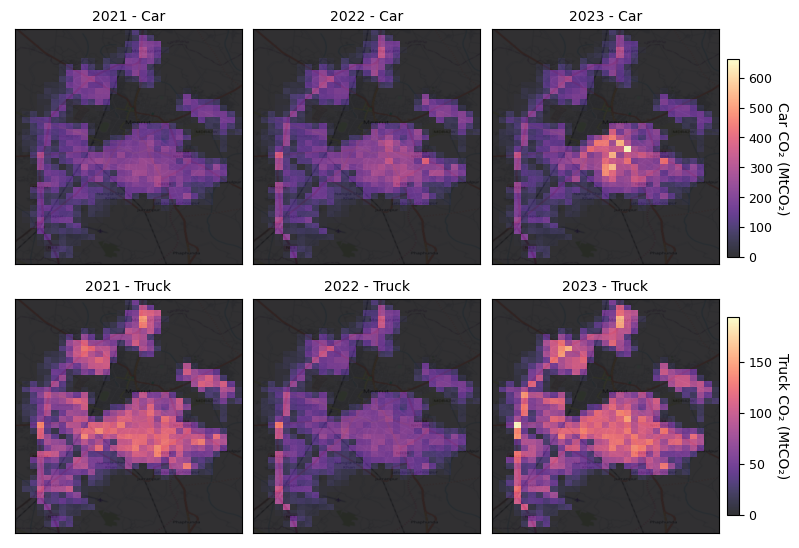 2021 - Car
2022 - Car
2023 - Car
600
500
400
300
200
100
0
Car CO₂ (MtCO₂)
2021 - Truck
2022 - Truck
2023 - Truck
150
100
50
0
Truck CO₂ (MtCO₂)